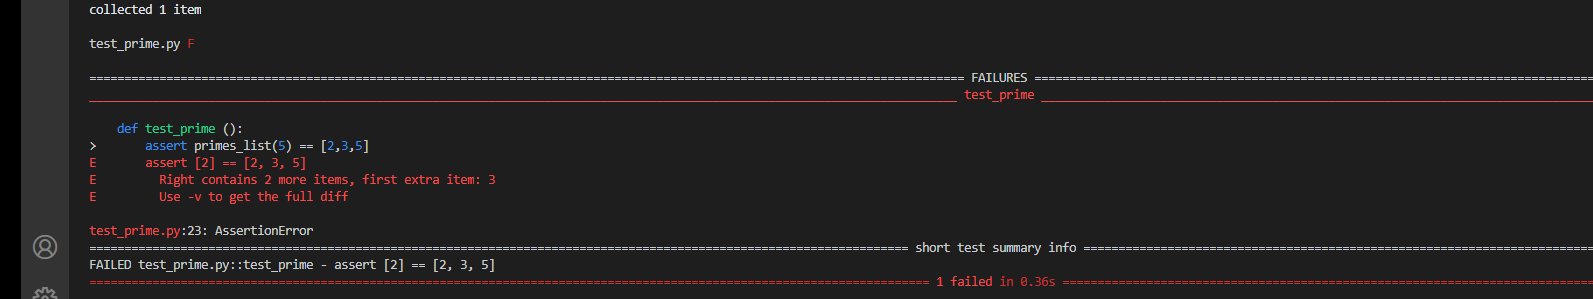 collected 1 item
test_prime.py F
================================ FAILURES ================================
________________________________ test_prime ________________________________
def test_prime ():
> assert primes_list(5) == [2,3,5]
E assert [2] == [2, 3, 5]
E Right contains 2 more items, first extra item: 3
E Use -v to get the full diff
test_prime.py:23: AssertionError
================================ short test summary info ================================
FAILED test_prime.py::test_prime - assert [2] == [2, 3, 5]
================================ 1 failed in 0.36s ================================